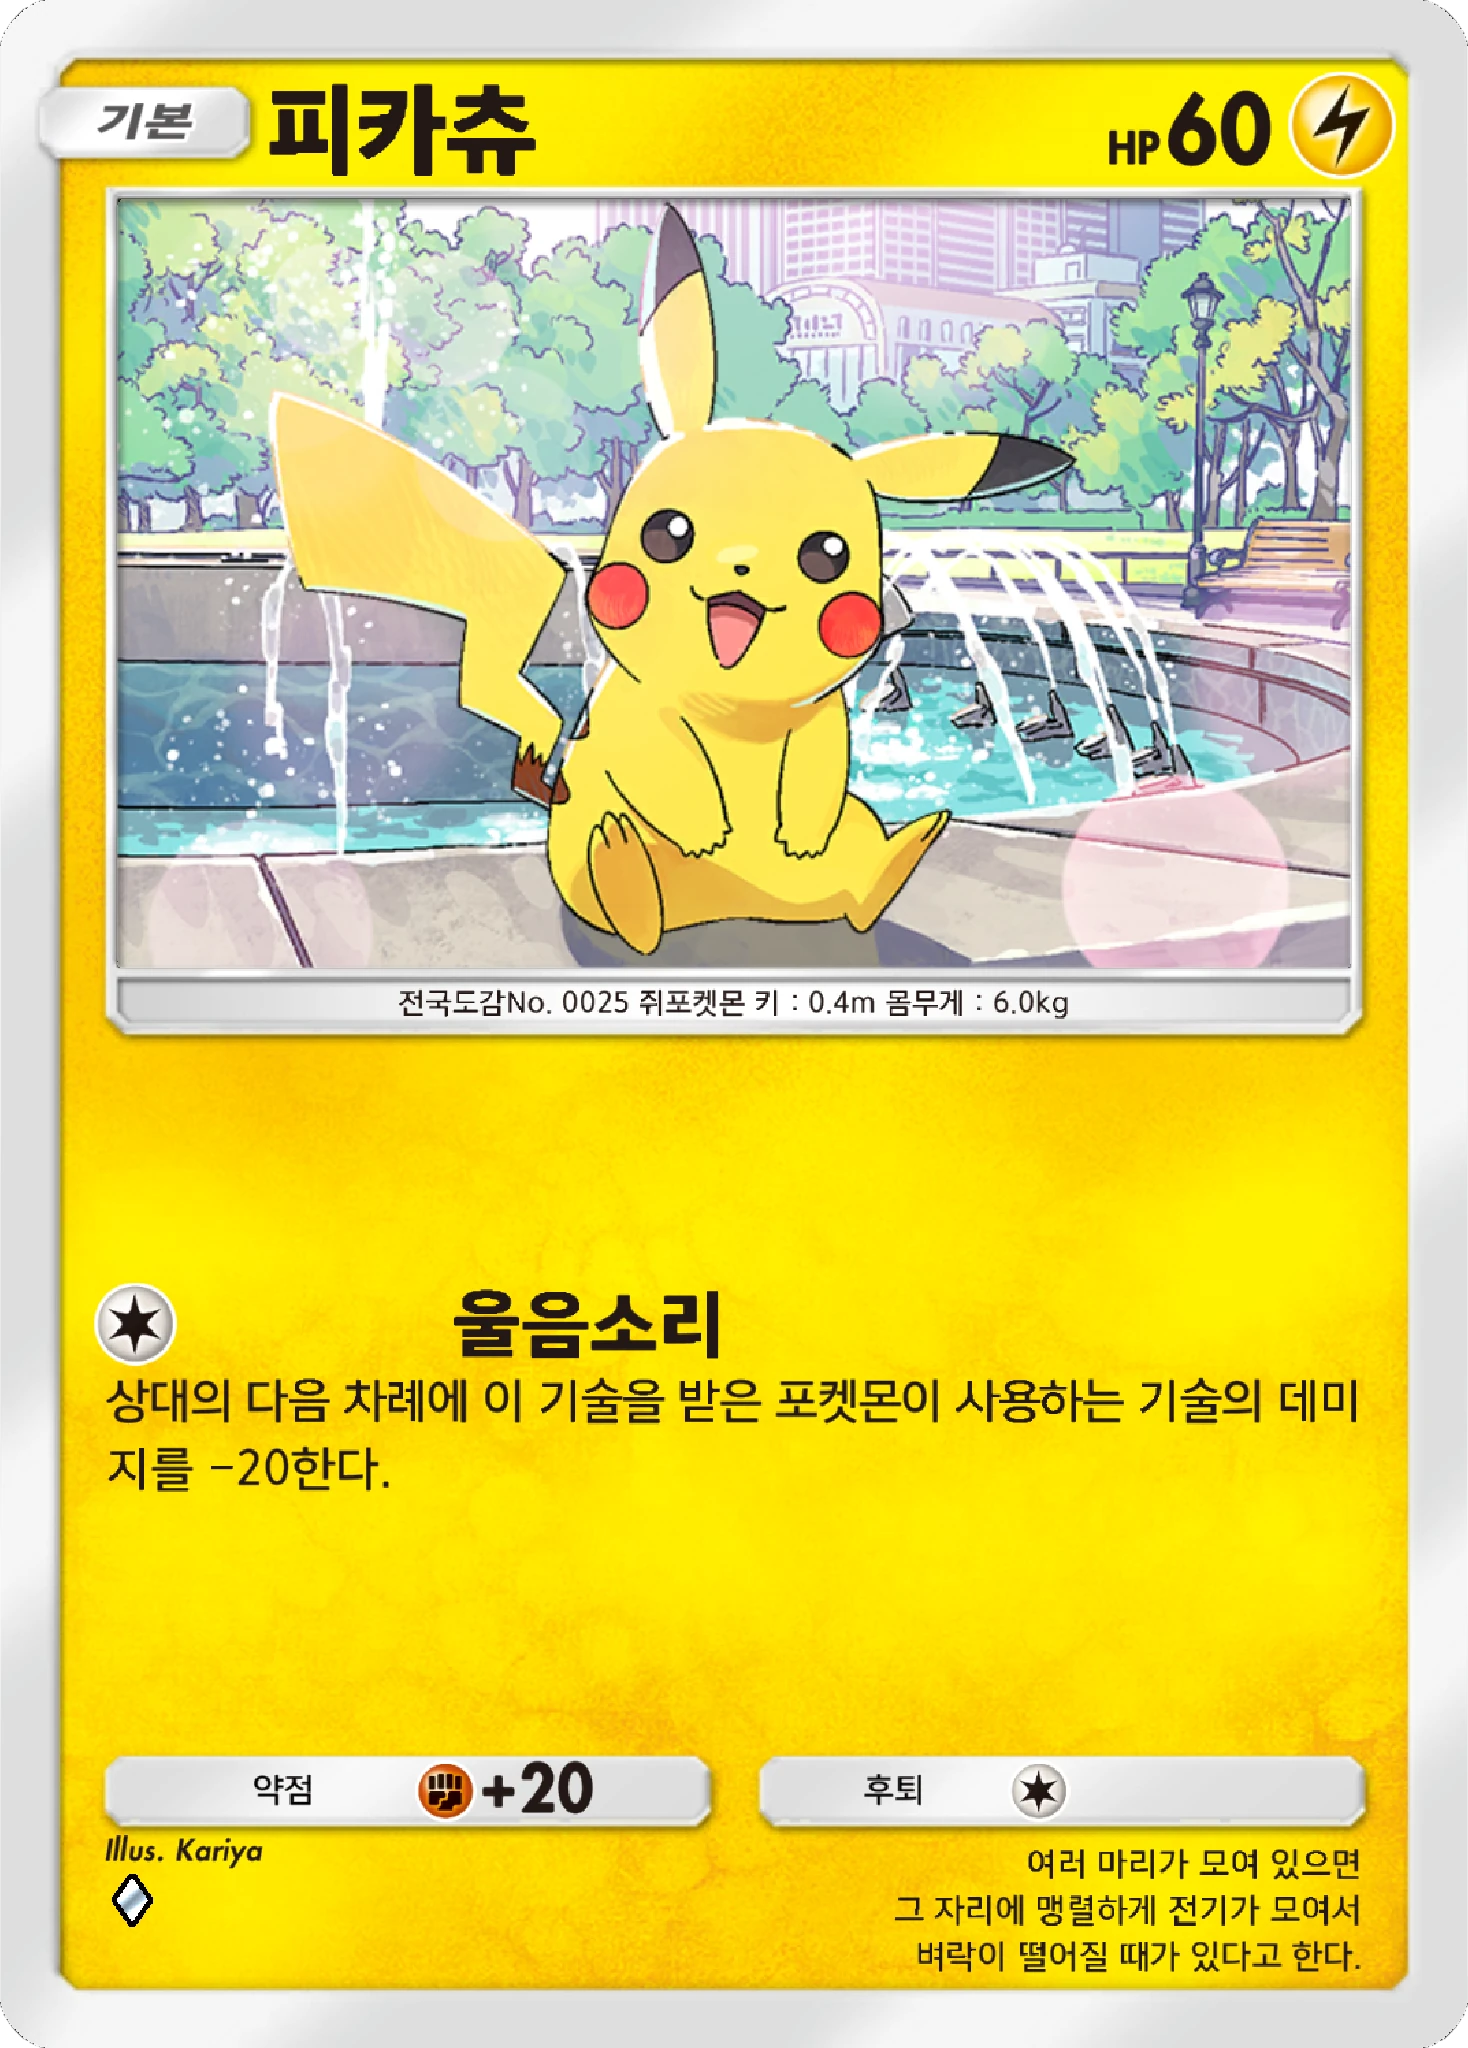 기본 피카츄 HP 60
전국도감No. 0025 쥐포켓몬 키 : 0.4m 몸무게 : 6.0kg
울음소리
상대의 다음 차례에 이 기술을 받은 포켓몬이 사용하는 기술의 데미
지를 -20한다.
약점 +20 후퇴
Illus. Kariya
여러 마리가 모여 있으면
그 자리에 맹렬하게 전기가 모여서
벼락이 떨어질 때가 있다고 한다.